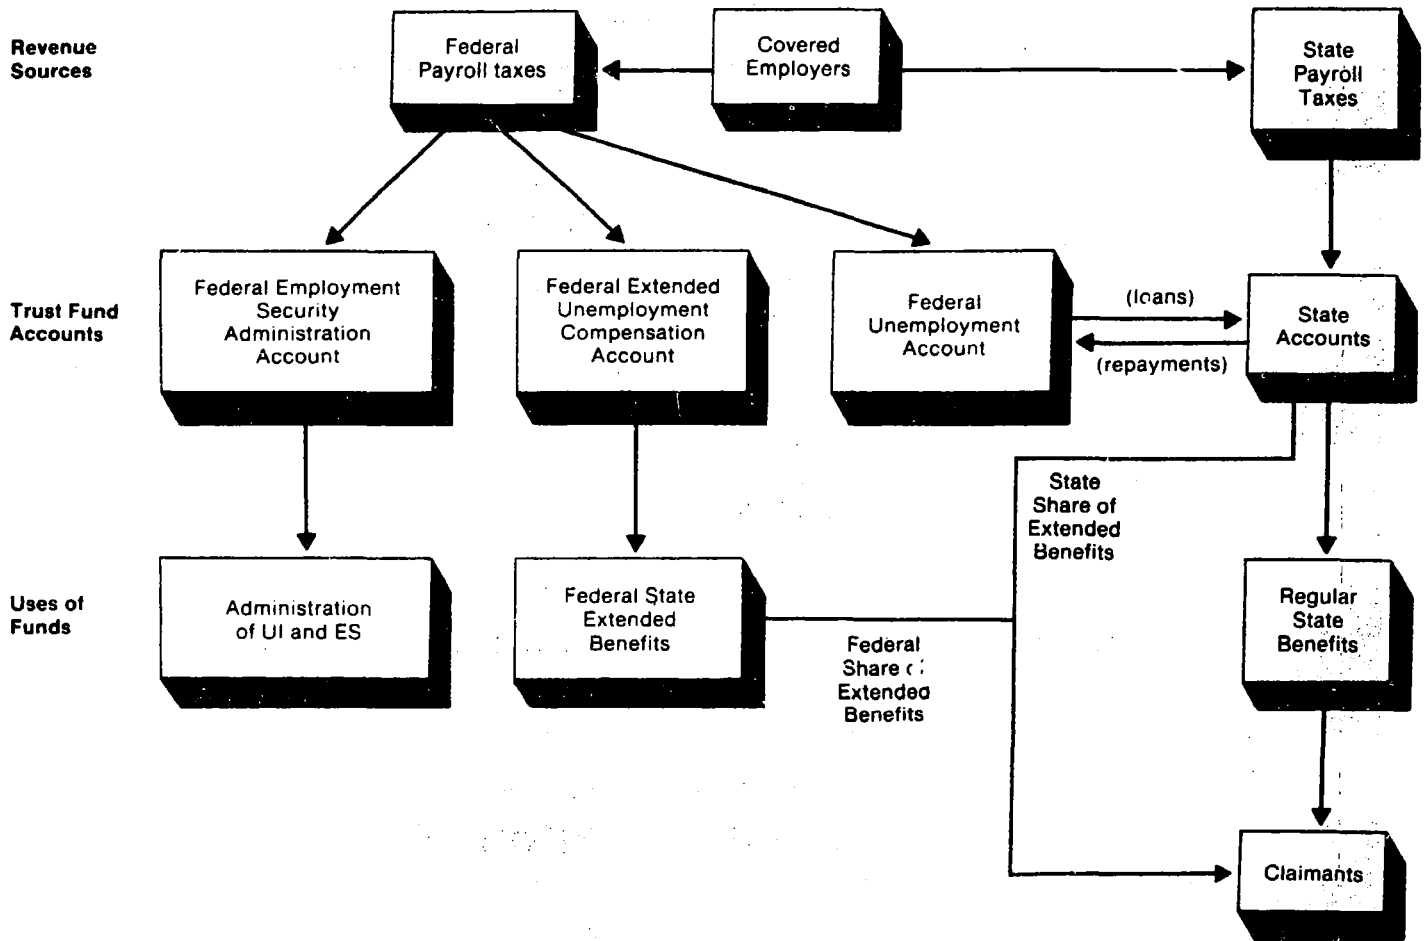 Revenue
Sources
Federal
Payroll taxes
Covered
Employers
State
Payroll
Taxes
Trust Fund
Accounts
Federal Employment
Security
Administration
Account
Federal Extended
Unemployment
Compensation
Account
Federal
Unemployment
Account
(loans)
(repayments)
State
Accounts
State
Share of
Extended
Benefits
Uses of
Funds
Administration
of UI and ES
Federal State
Extended
Benefits
Federal
Share of
Extended
Benefits
Regular
State
Benefits
Claimants